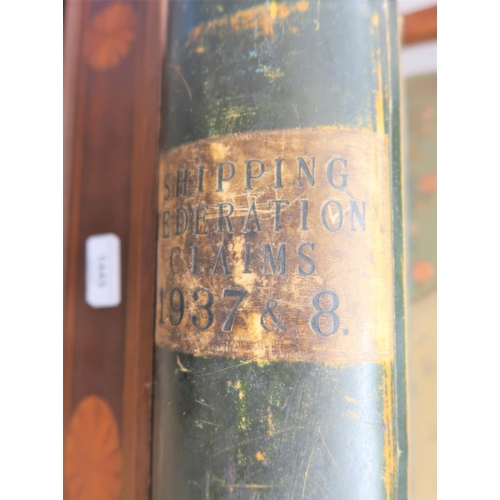 SHIPPING
FEDERATION
CLAIMS
1937 & 8.